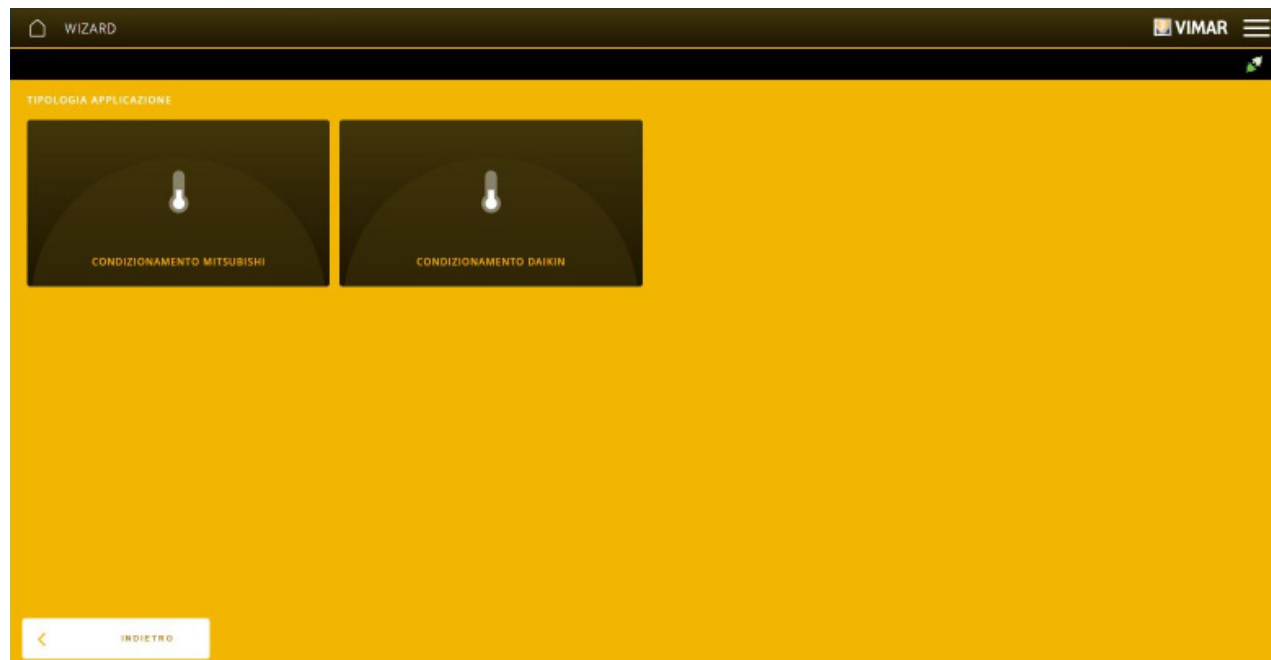 WIZARD
VIMAR
TIPOLOGIA APPLICAZIONE
CONDIZIONAMENTO MITSUBISHI
CONDIZIONAMENTO DAIKIN
INDIETRO